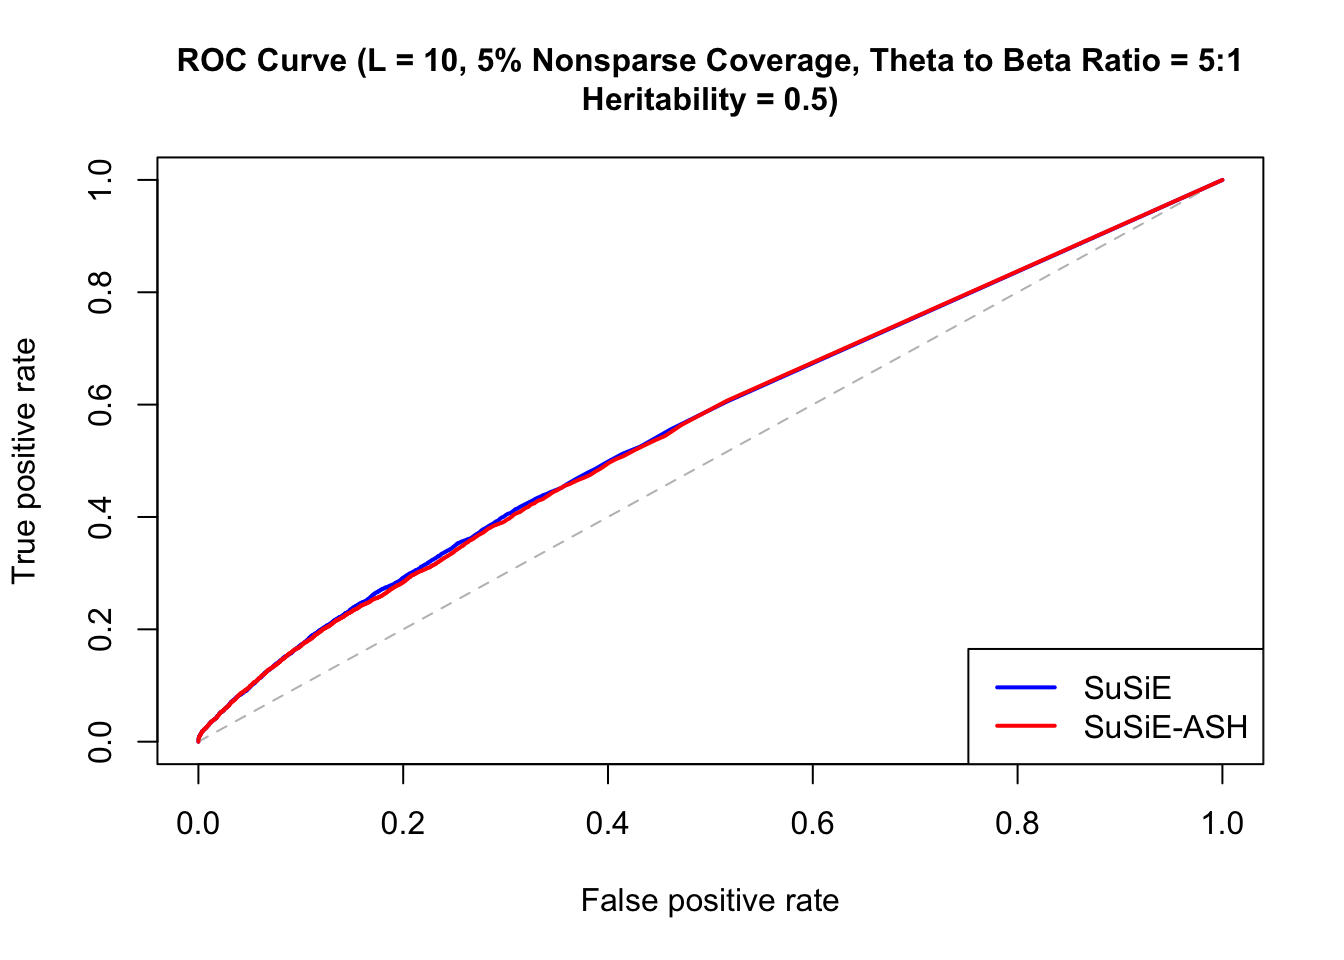 ROC Curve (L = 10, 5% Nonsparse Coverage, Theta to Beta Ratio = 5:1
Heritability = 0.5)
True positive rate
1.0
0.8
0.6
0.4
0.2
0.0
SuSiE
SuSiE-ASH
0.0 0.2 0.4 0.6 0.8 1.0
False positive rate